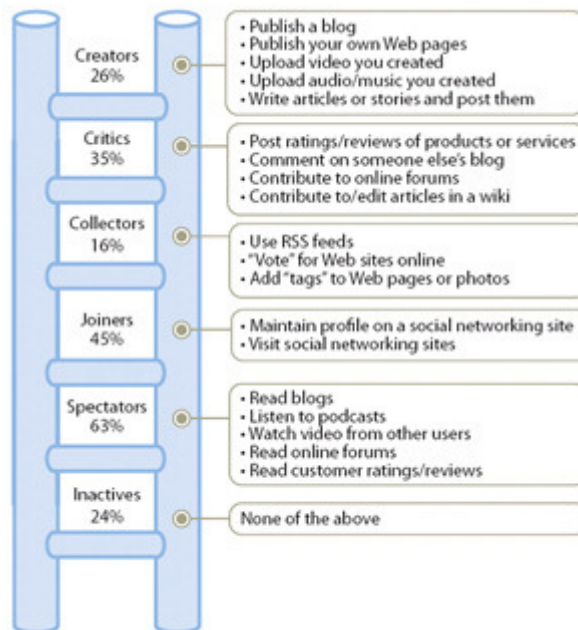 Creators
26%
• Publish a blog
• Publish your own Web pages
• Upload video you created
• Upload audio/music you created
• Write articles or stories and post them
Critics
35%
• Post ratings/reviews of products or services
• Comment on someone else's blog
• Contribute to online forums
• Contribute to/edit articles in a wiki
Collectors
16%
• Use RSS feeds
• "Vote" for Web sites online
• Add "tags" to Web pages or photos
Joiners
45%
• Maintain profile on a social networking site
• Visit social networking sites
Spectators
63%
• Read blogs
• Listen to podcasts
• Watch video from other users
• Read online forums
• Read customer ratings/reviews
Inactives
24%
None of the above